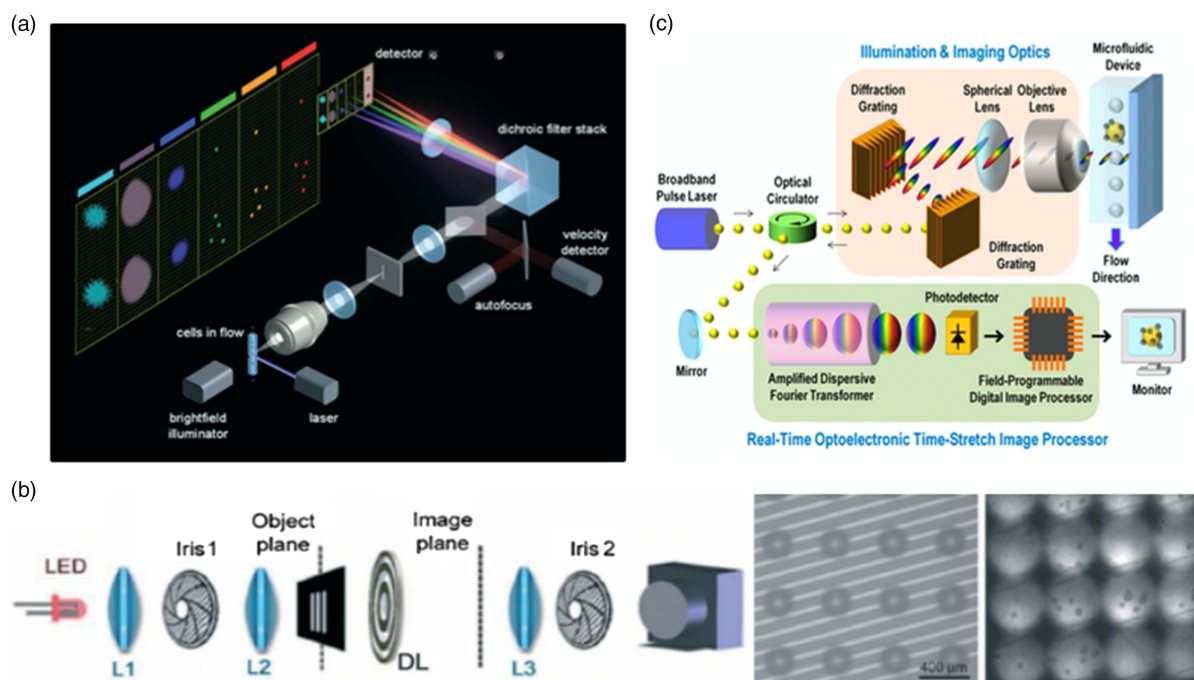 (a)
detector
dichroic filter stack
velocity
detector
autofocus
cells in flow
brightfield
illuminator
laser
(c)
Illumination & Imaging Optics
Microfluidic
Device
Diffraction
Grating
Spherical
Lens
Objective
Lens
Broadband
Pulse Laser
Optical
Circulator
Diffraction
Grating
Flow
Direction
Photodetector
Mirror
Amplified Dispersive
Fourier Transformer
Field-Programmable
Digital Image Processor
Monitor
Real-Time Optoelectronic Time-Stretch Image Processor
(b)
LED
L1
Iris 1
L2
Object
plane
DL
Image
plane
L3
Iris 2
400 μm